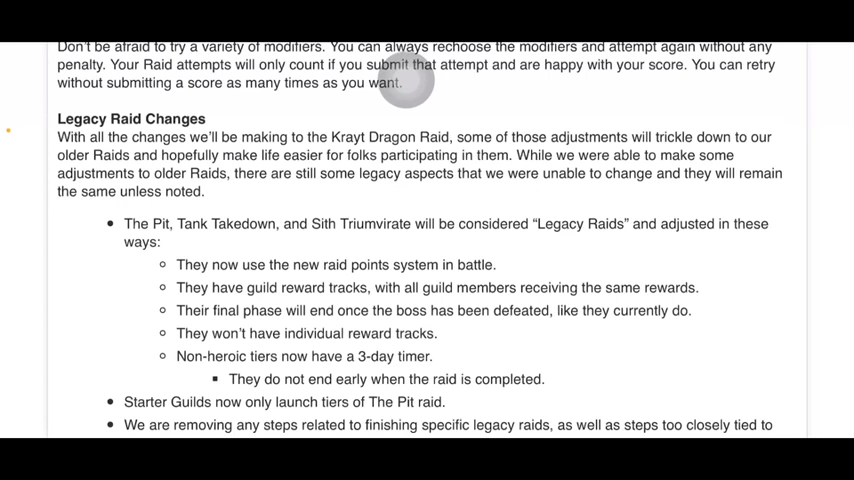 Don't be afraid to try a variety of modifiers. You can always rechoose the modifiers and attempt again without any
penalty. Your Raid attempts will only count if you submit that attempt and are happy with your score. You can retry
without submitting a score as many times as you want.
Legacy Raid Changes
With all the changes we'll be making to the Krayt Dragon Raid, some of those adjustments will trickle down to our
older Raids and hopefully make life easier for folks participating in them. While we were able to make some
adjustments to older Raids, there are still some legacy aspects that we were unable to change and they will remain
the same unless noted.
• The Pit, Tank Takedown, and Sith Triumvirate will be considered “Legacy Raids” and adjusted in these
ways:
○ They now use the new raid points system in battle.
○ They have guild reward tracks, with all guild members receiving the same rewards.
○ Their final phase will end once the boss has been defeated, like they currently do.
○ They won't have individual reward tracks.
○ Non-heroic tiers now have a 3-day timer.
▪ They do not end early when the raid is completed.
• Starter Guilds now only launch tiers of The Pit raid.
• We are removing any steps related to finishing specific legacy raids, as well as steps too closely tied to